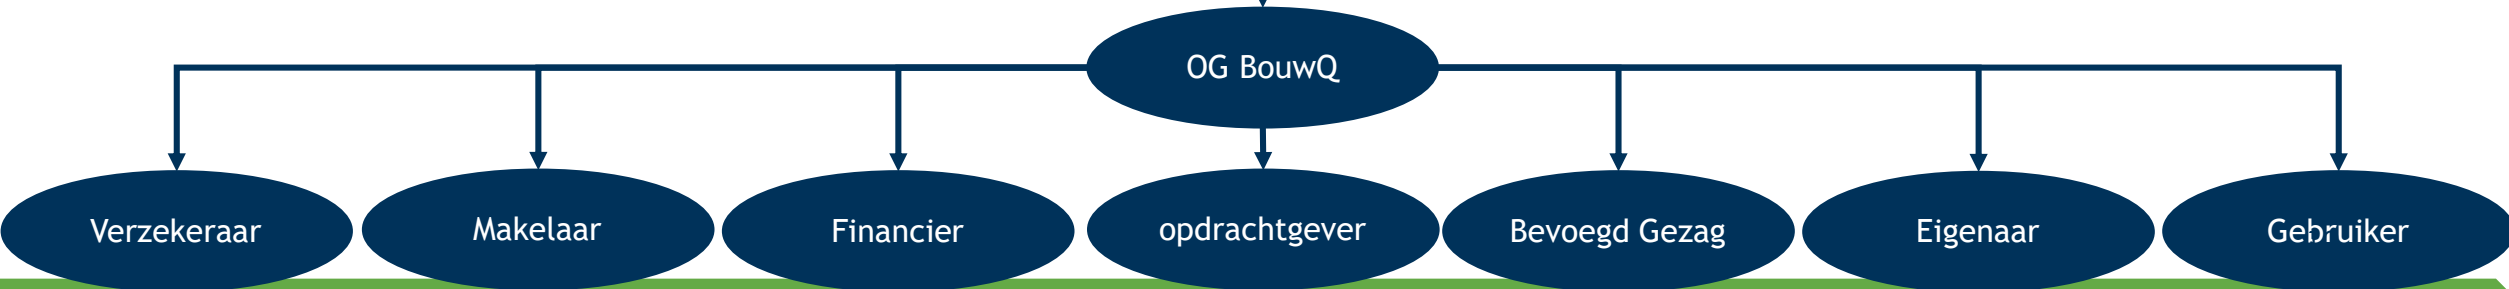 OG BouwQ
Verzekeraar
Makelaar
Financier
opdrachtgever
Bevoegd Gezag
Eigenaar
Gebruiker